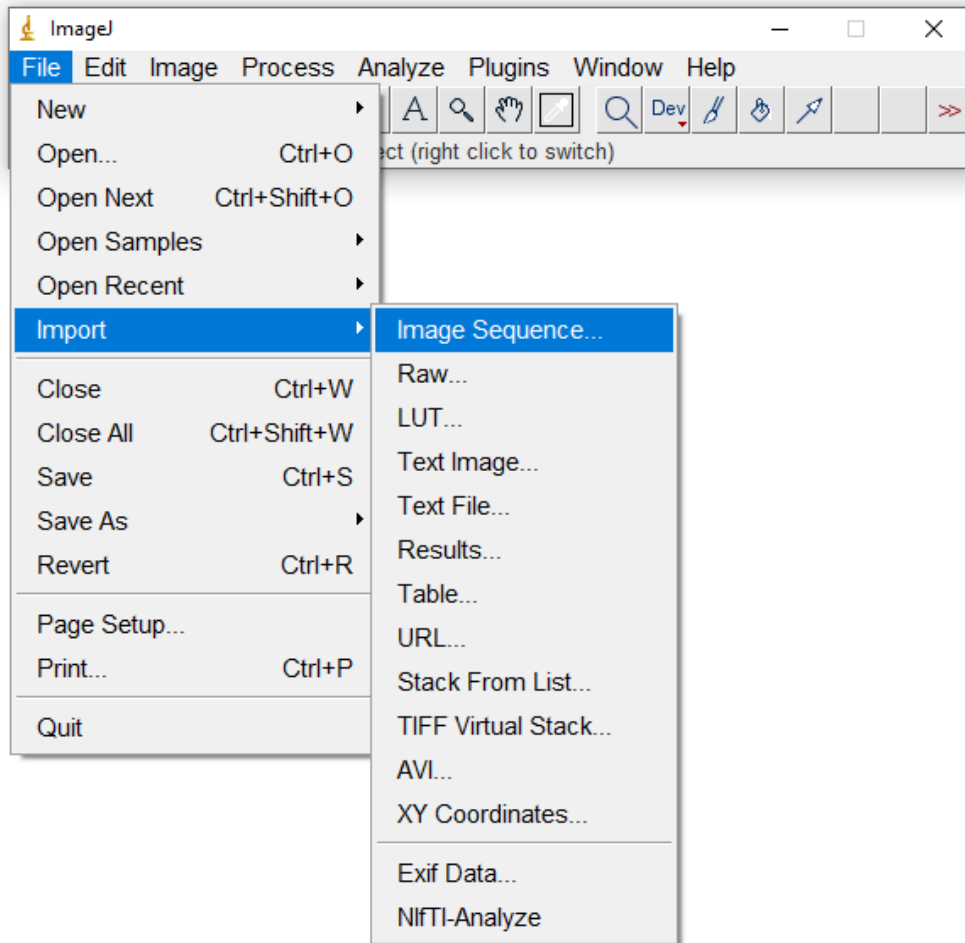 ImageJ
File Edit Image Process Analyze Plugins Window Help
A Dev >>
ect (right click to switch)
New
Open... Ctrl+O
Open Next Ctrl+Shift+O
Open Samples
Open Recent
Import
Close Ctrl+W
Close All Ctrl+Shift+W
Save Ctrl+S
Save As
Revert Ctrl+R
Page Setup...
Print... Ctrl+P
Quit
Image Sequence...
Raw...
LUT...
Text Image...
Text File...
Results...
Table...
URL...
Stack From List...
TIFF Virtual Stack...
AVI...
XY Coordinates...
Exif Data...
NIfTI-Analyze